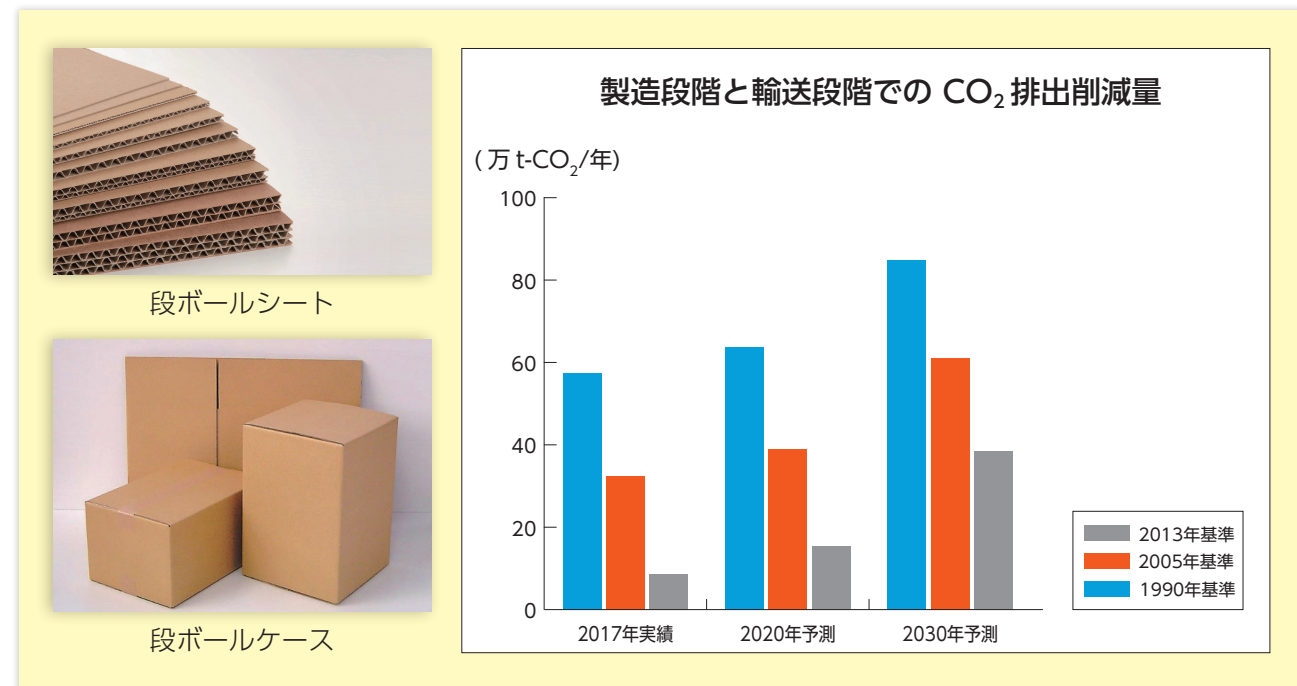 段ボールシート
段ボールケース
製造段階と輸送段階での CO₂排出削減量
(万 t-CO₂/年)
100
80
60
40
20
0
2017年実績
2020年予測
2030年予測
2013年基準
2005年基準
1990年基準